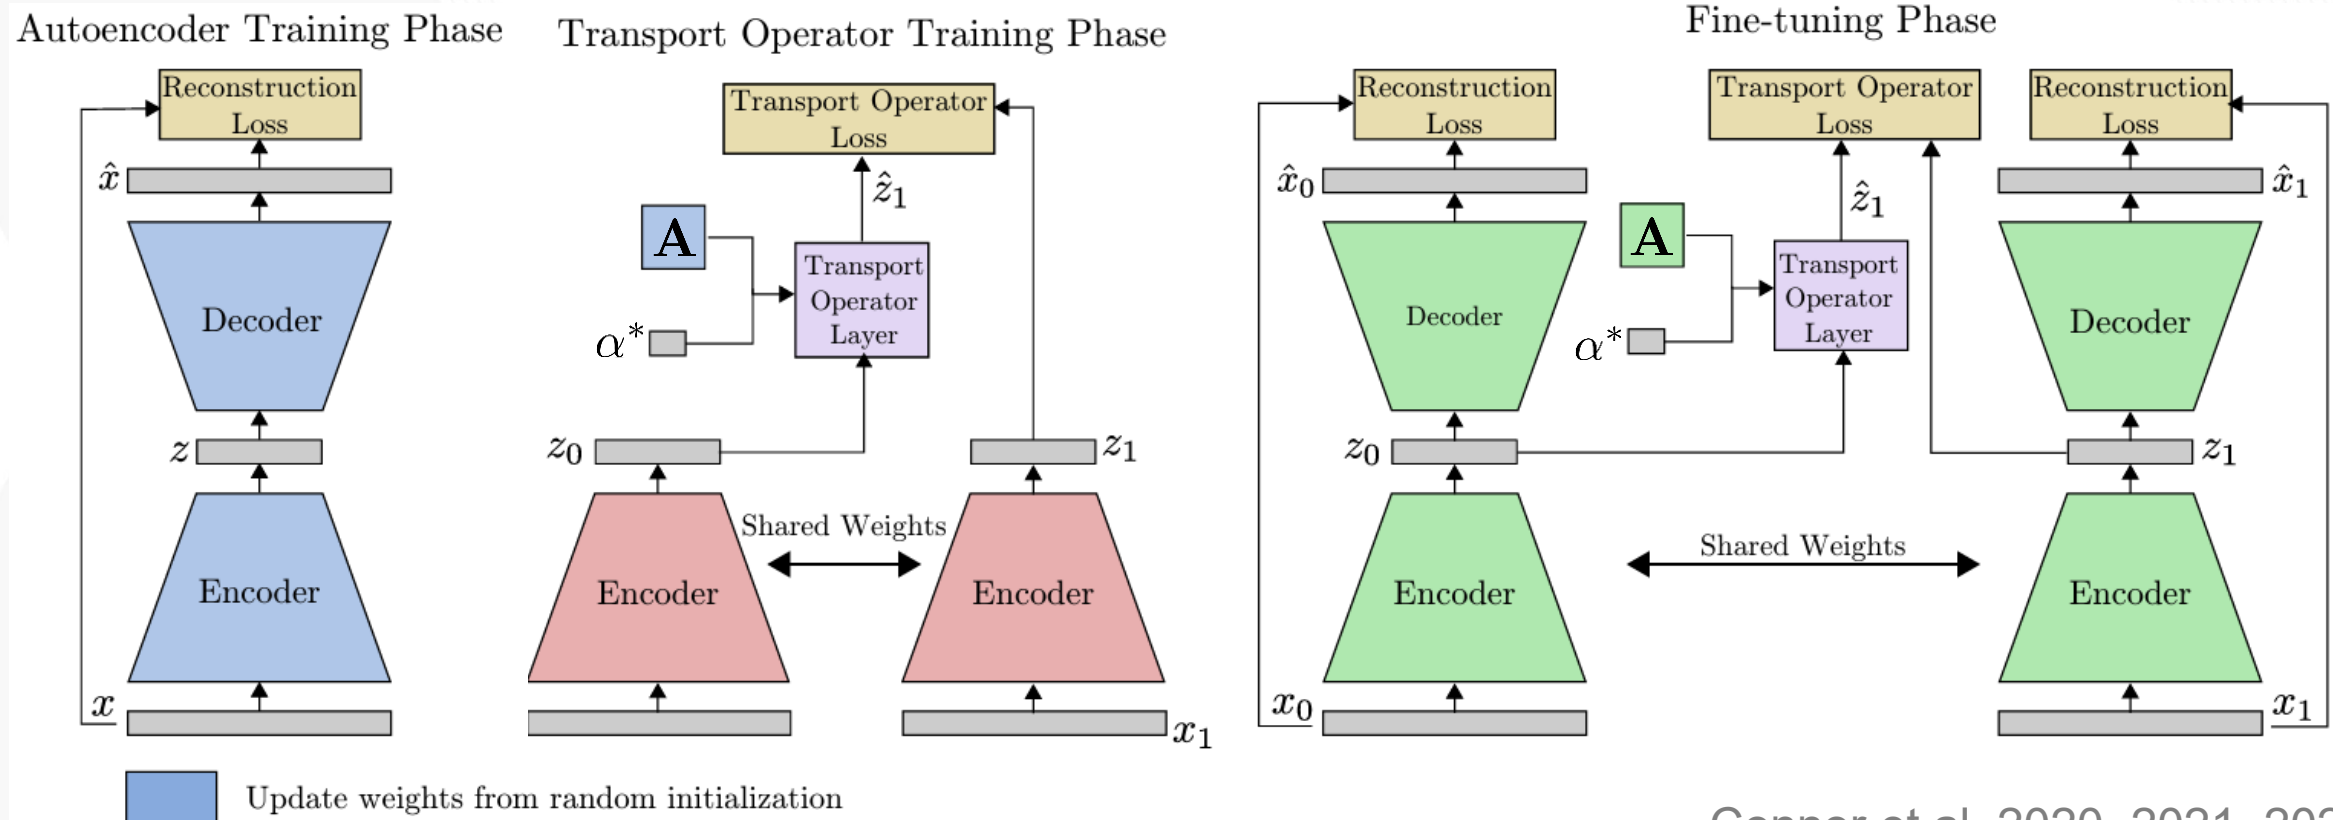 Autoencoder Training Phase
Reconstruction
Loss
x̂
Decoder
z
Encoder
x
Transport Operator Training Phase
Transport Operator
Loss
ẑ₁
A
Transport
Operator
Layer
α*
z₀
z₁
Shared Weights
Encoder
Encoder
x₁
Fine-tuning Phase
Reconstruction
Loss
Transport Operator
Loss
Reconstruction
Loss
x̂₀
ẑ₁
x̂₁
A
Transport
Operator
Layer
Decoder
Decoder
α*
z₀
z₁
Shared Weights
Encoder
Encoder
x₀
x₁
Update weights from random initialization